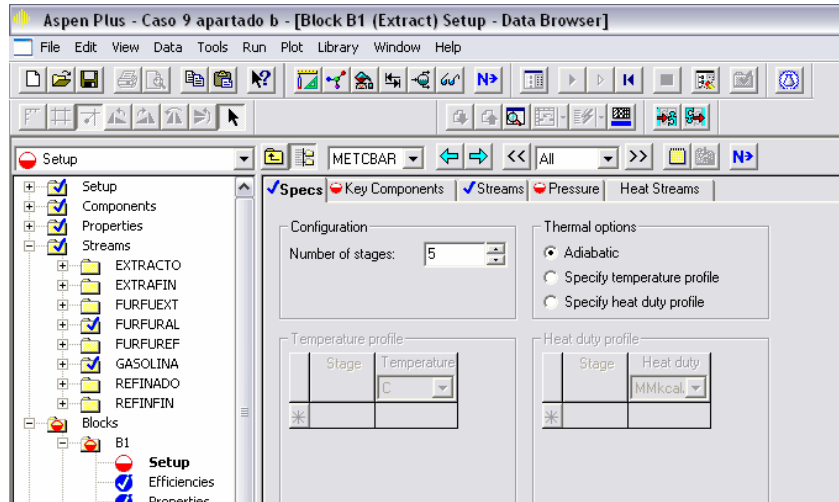 Aspen Plus - Caso 9 apartado b - [Block B1 (Extract) Setup - Data Browser]
File Edit View Data Tools Run Plot Library Window Help
N
Setup METCBAR << All >> N
Setup
Components
Properties
Streams
EXTRACTO
EXTRAFIN
FURFUEXT
FURFURAL
FURFUREF
GASOLINA
REFINADO
REFINFIN
Blocks
B1
Setup
Efficiencies
Properties
Specs Key Components Streams Pressure Heat Streams
Configuration
Number of stages: 5
Thermal options
Adiabatic
Specify temperature profile
Specify heat duty profile
Temperature profile
Stage Temperature
C
Heat duty profile
Stage Heat duty
MMkcal